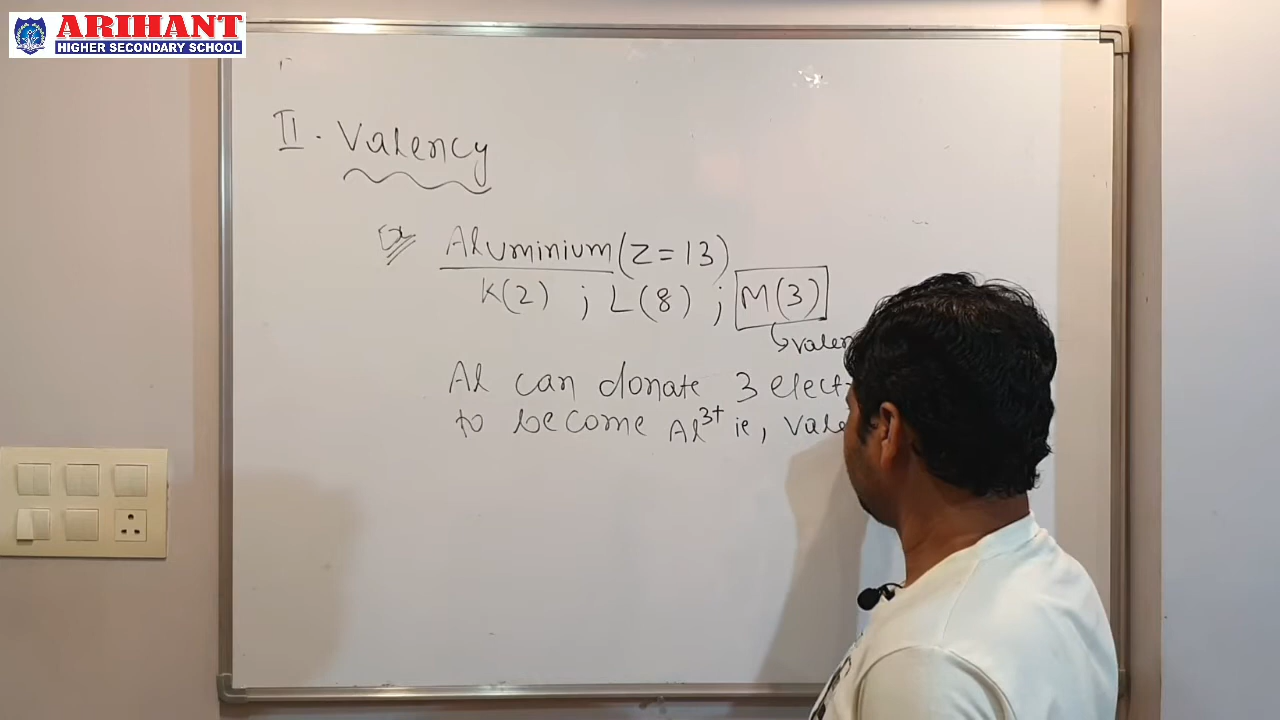 ARIHANT
HIGHER SECONDARY SCHOOL
II. Valency
Ex Aluminium (Z=13)
K(2) ; L(8) ; M(3)
Al can donate 3
to become Al³⁺ ie,